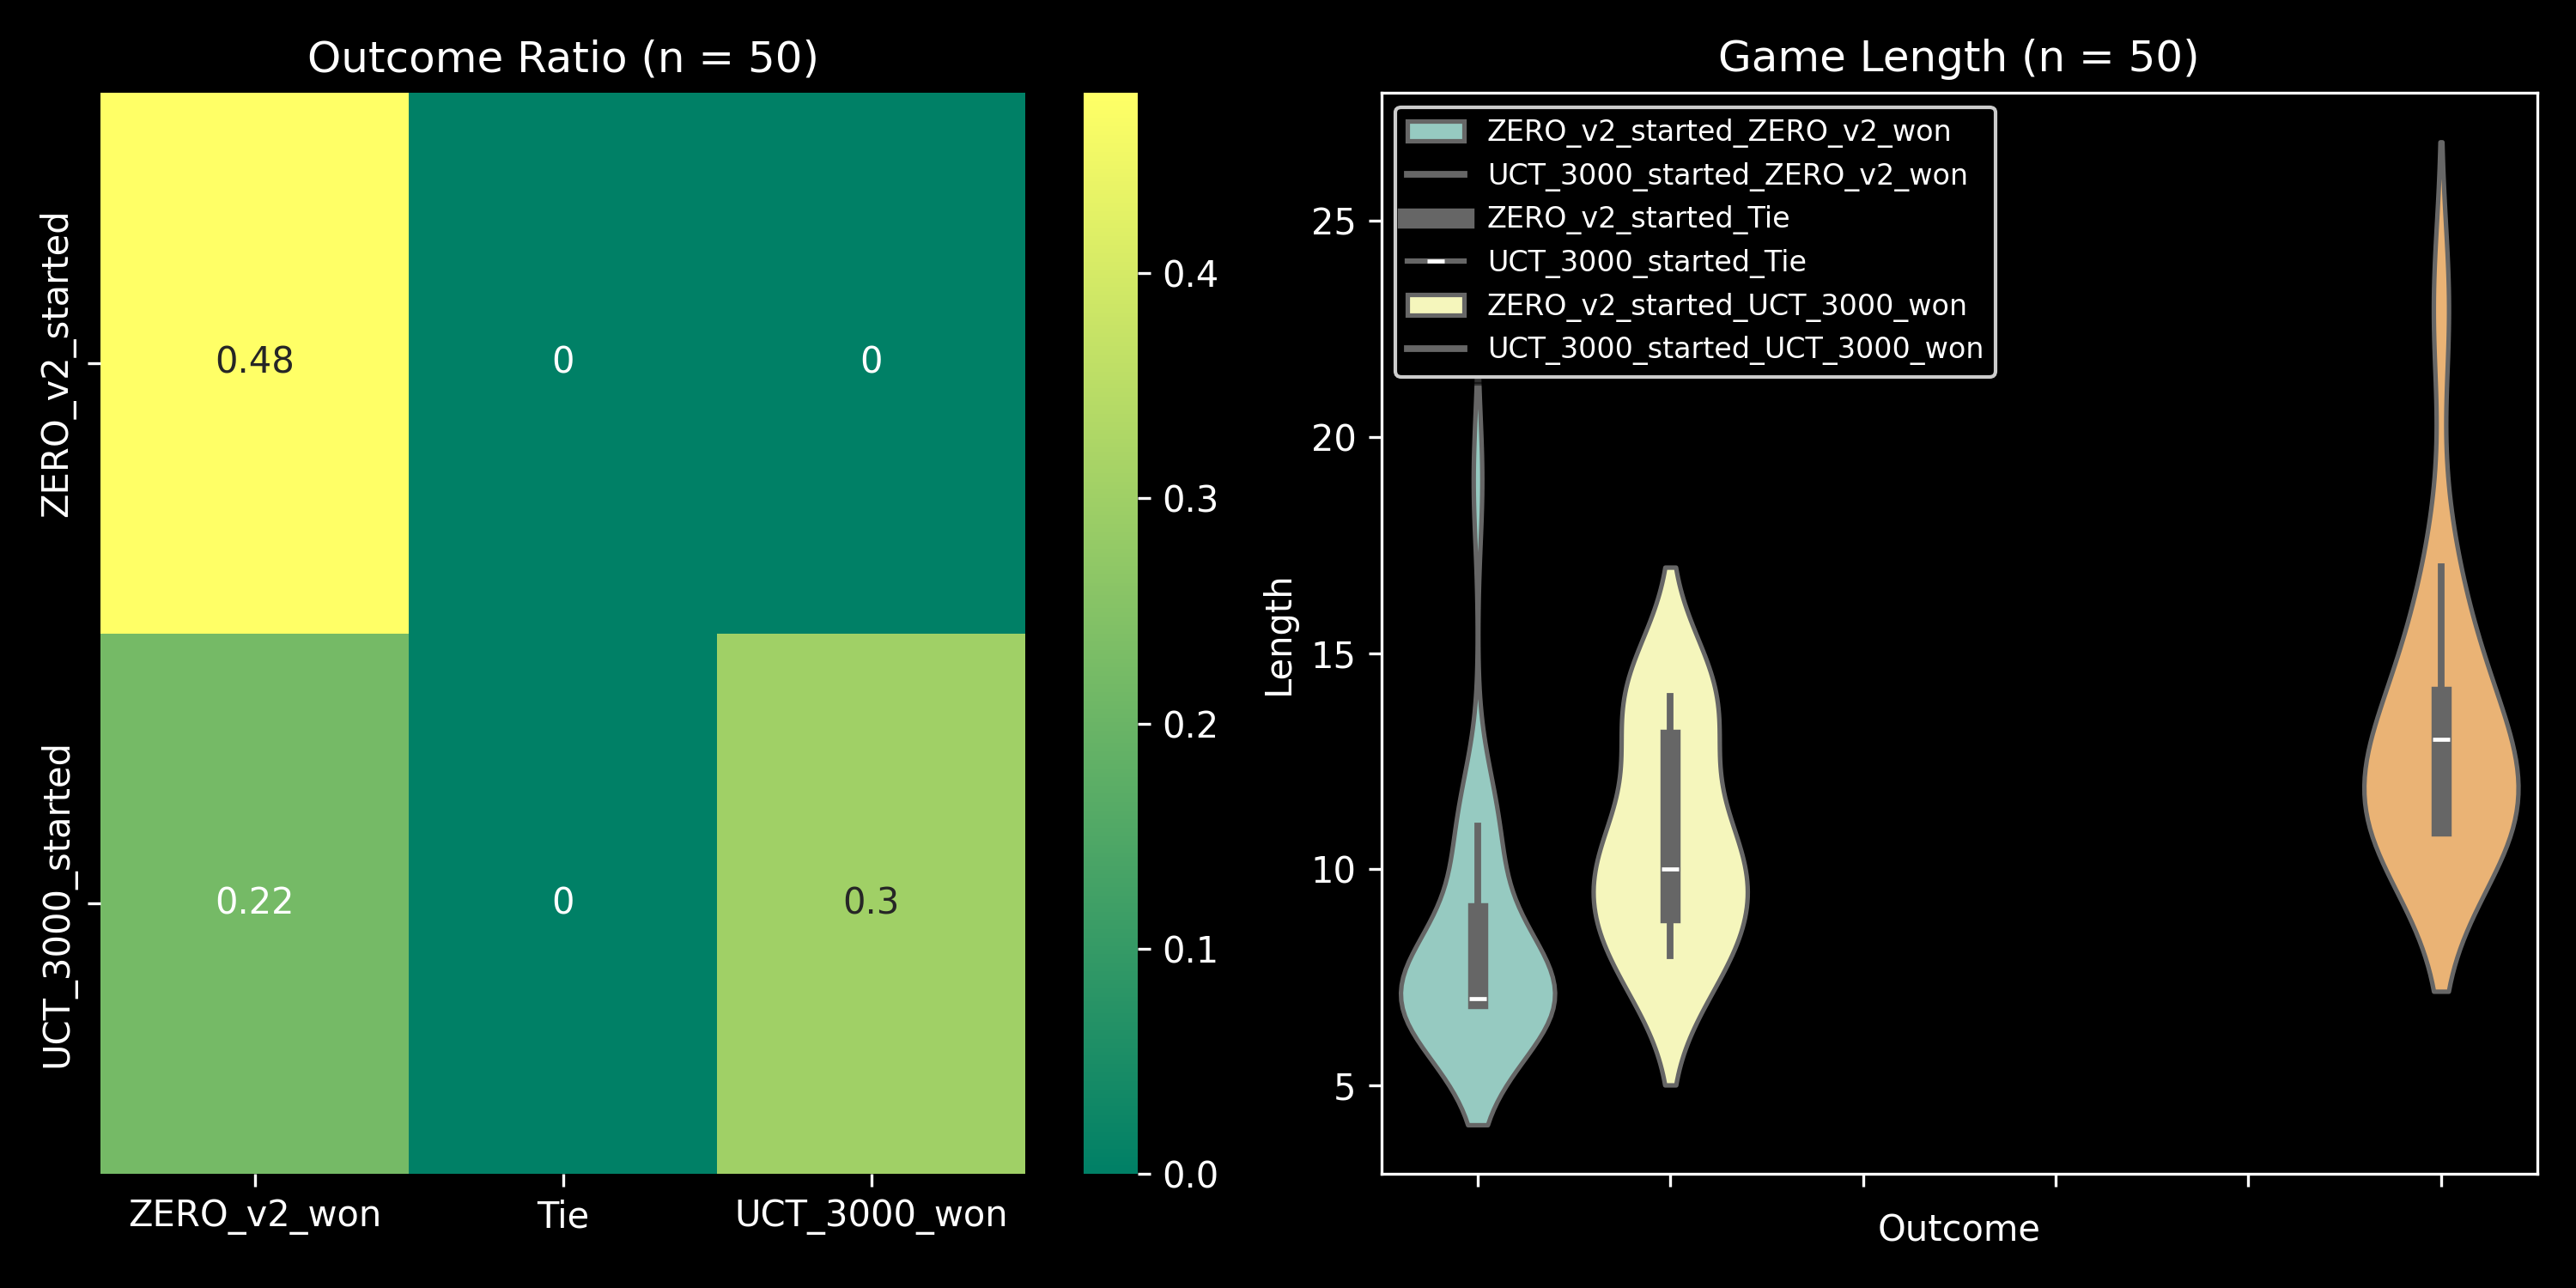 Outcome Ratio (n = 50)
ZERO_v2_started
UCT_3000_started
0.48
0
0
0.22
0
0.3
ZERO_v2_won
Tie
UCT_3000_won
0.4
0.3
0.2
0.1
0.0
Game Length (n = 50)
Length
25
20
15
10
5
ZERO_v2_started_ZERO_v2_won
UCT_3000_started_ZERO_v2_won
ZERO_v2_started_Tie
UCT_3000_started_Tie
ZERO_v2_started_UCT_3000_won
UCT_3000_started_UCT_3000_won
Outcome